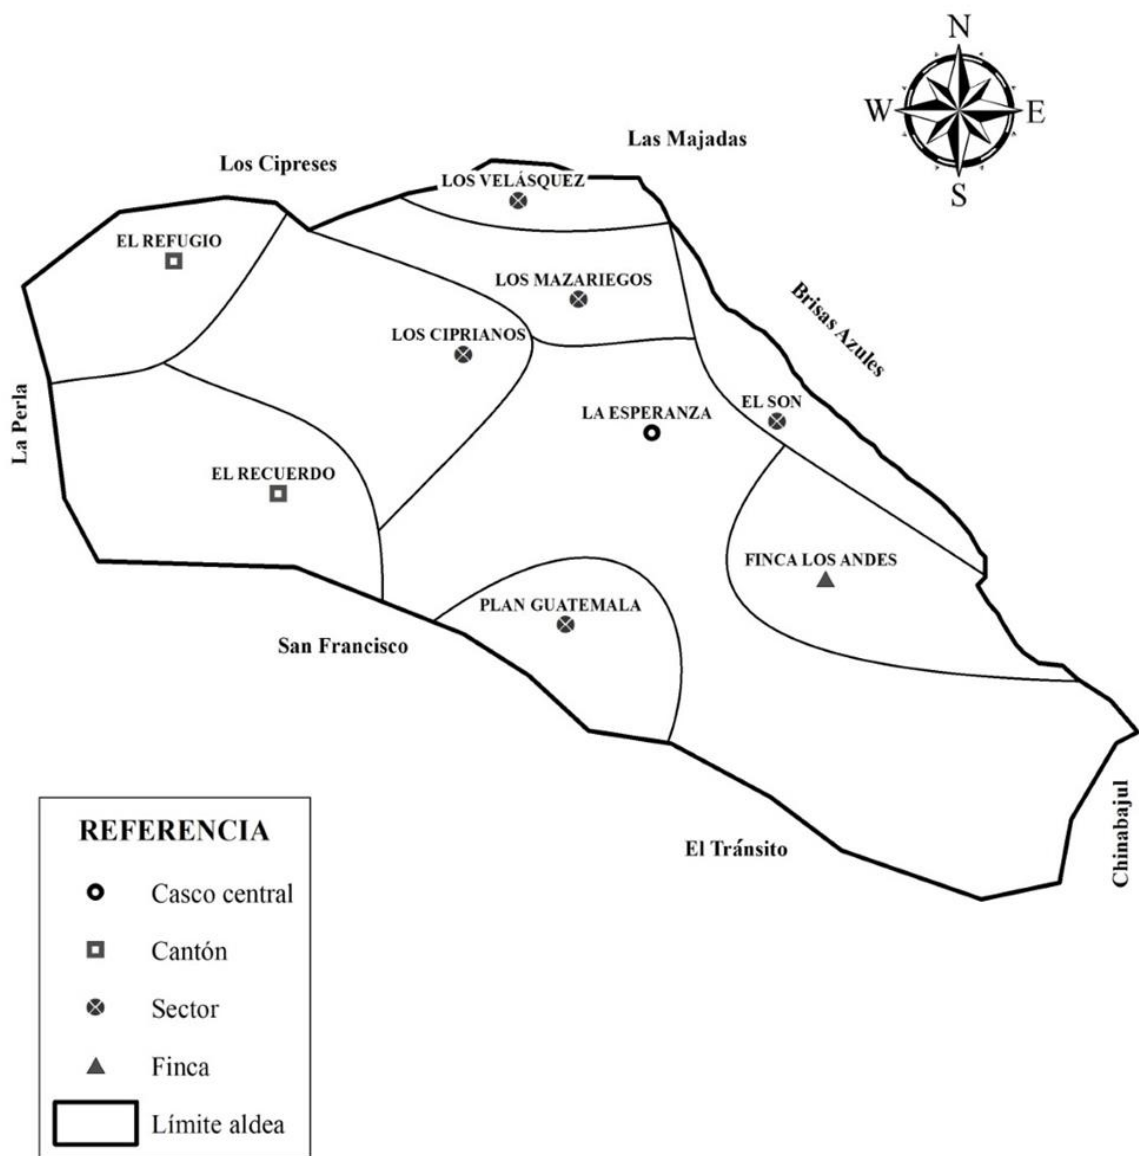 N
W
E
S
Las Majadas
Los Cipreses
LOS VELÁSQUEZ
EL REFUGIO
LOS MAZARIEGOS
Brisas Azules
LOS CIPRIANOS
EL SON
LA ESPERANZA
La Perla
EL RECUERDO
FINCA LOS ANDES
PLAN GUATEMALA
San Francisco
El Tránsito
Chinabajul
REFERENCIA
Casco central
Cantón
Sector
Finca
Límite aldea